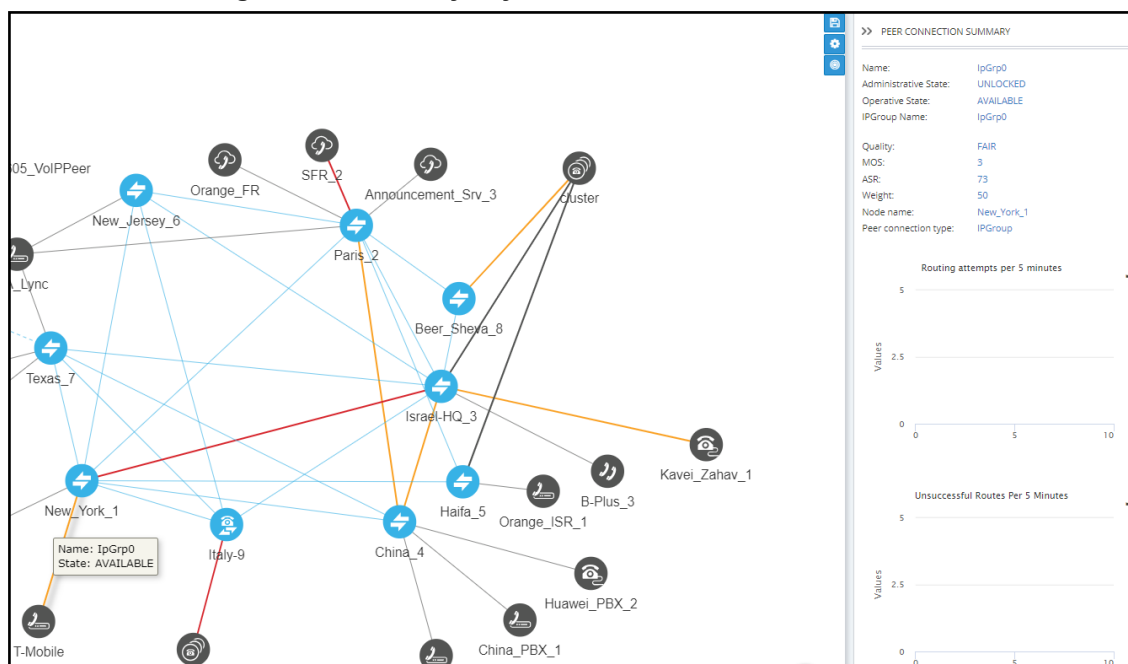 >> PEER CONNECTION SUMMARY
Name: IpGrp0
Administrative State: UNLOCKED
Operative State: AVAILABLE
IPGroup Name: IpGrp0
Quality: FAIR
MOS: 3
ASR: 73
Weight: 50
Node name: New_York_1
Peer connection type: IPGroup
Routing attempts per 5 minutes
5
2.5
0
Values
0 5 10
Unsuccessful Routes Per 5 Minutes
5
2.5
0
Values
0 5 10
05_VoIPPeer
Orange_FR
SFR_2
Announcement_Srv_3
cluster
New_Jersey_6
Paris_2
_Lync
Beer_Sheva_8
Texas_7
Israel-HQ_3
Kavei_Zahav_1
B-Plus_3
New_York_1
Haifa_5
Orange_ISR_1
Italy-9
China_4
Name: IpGrp0
State: AVAILABLE
Huawei_PBX_2
T-Mobile
China_PBX_1